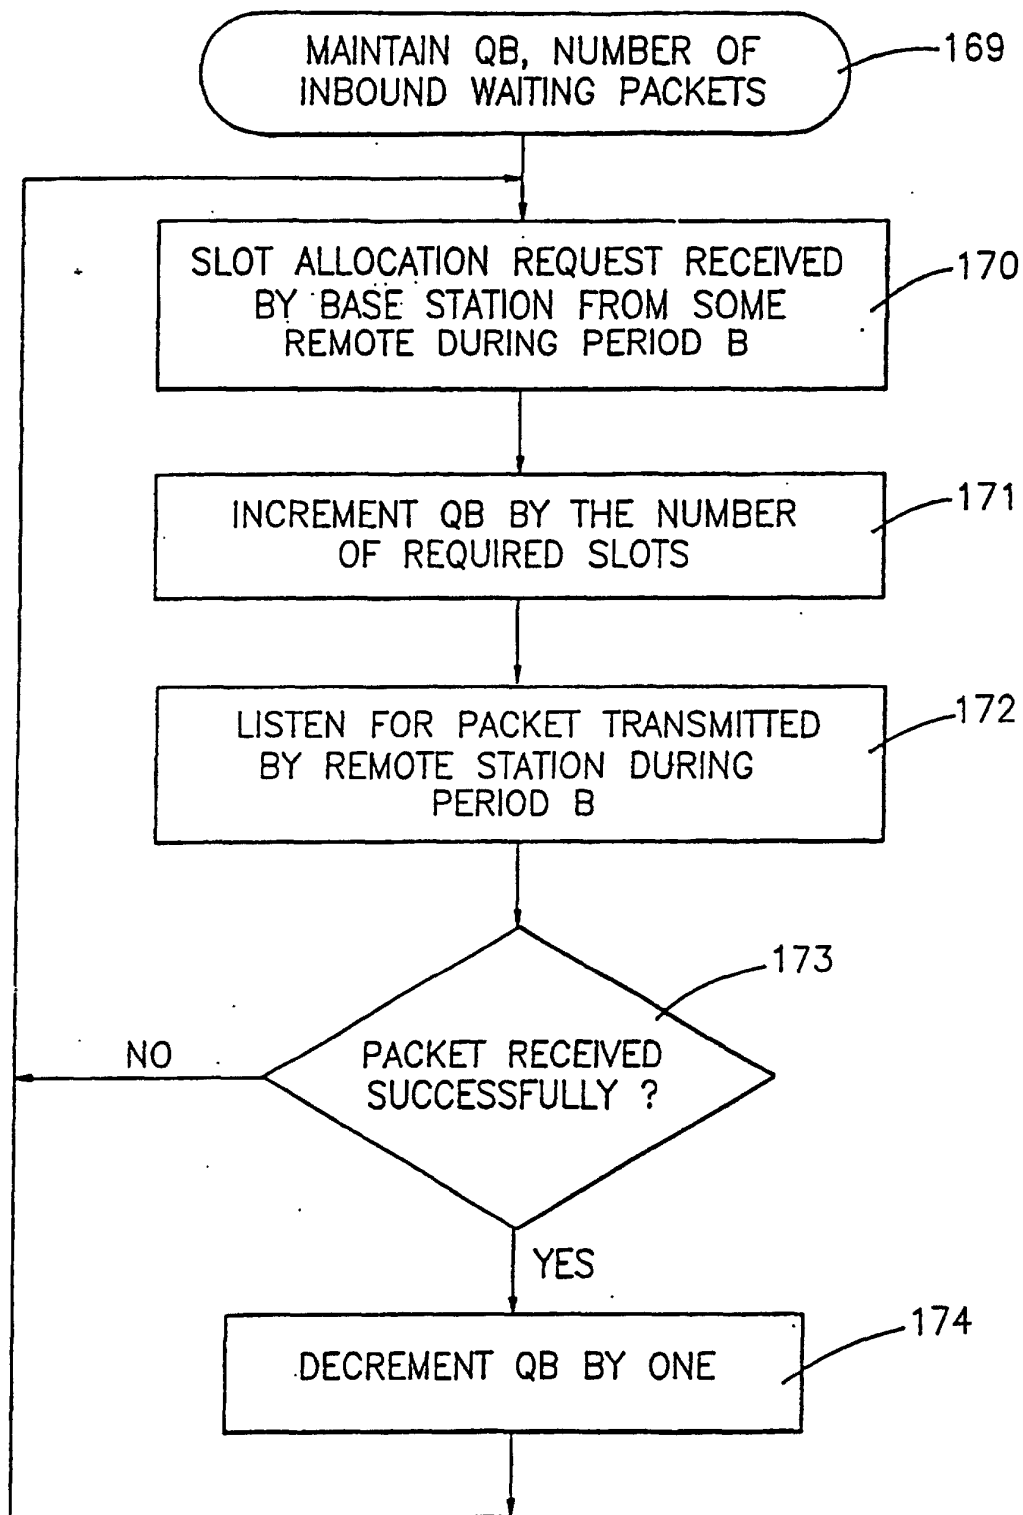 MAINTAIN QB, NUMBER OF
INBOUND WAITING PACKETS
169
SLOT ALLOCATION REQUEST RECEIVED
BY BASE STATION FROM SOME
REMOTE DURING PERIOD B
170
INCREMENT QB BY THE NUMBER
OF REQUIRED SLOTS
171
LISTEN FOR PACKET TRANSMITTED
BY REMOTE STATION DURING
PERIOD B
172
173
PACKET RECEIVED
SUCCESSFULLY ?
NO
YES
174
DECREMENT QB BY ONE